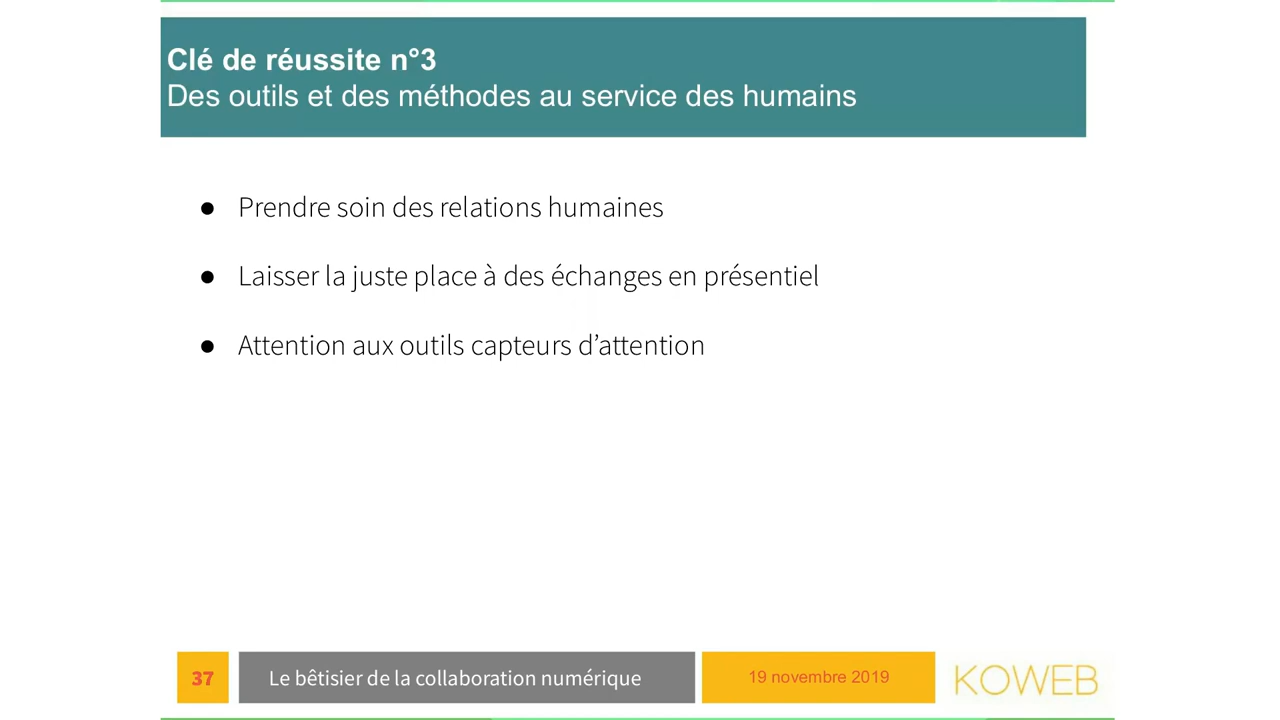 Clé de réussite n°3
Des outils et des méthodes au service des humains
● Prendre soin des relations humaines
● Laisser la juste place à des échanges en présentiel
● Attention aux outils capteurs d’attention
37
Le bêtisier de la collaboration numérique
19 novembre 2019
KOWEB